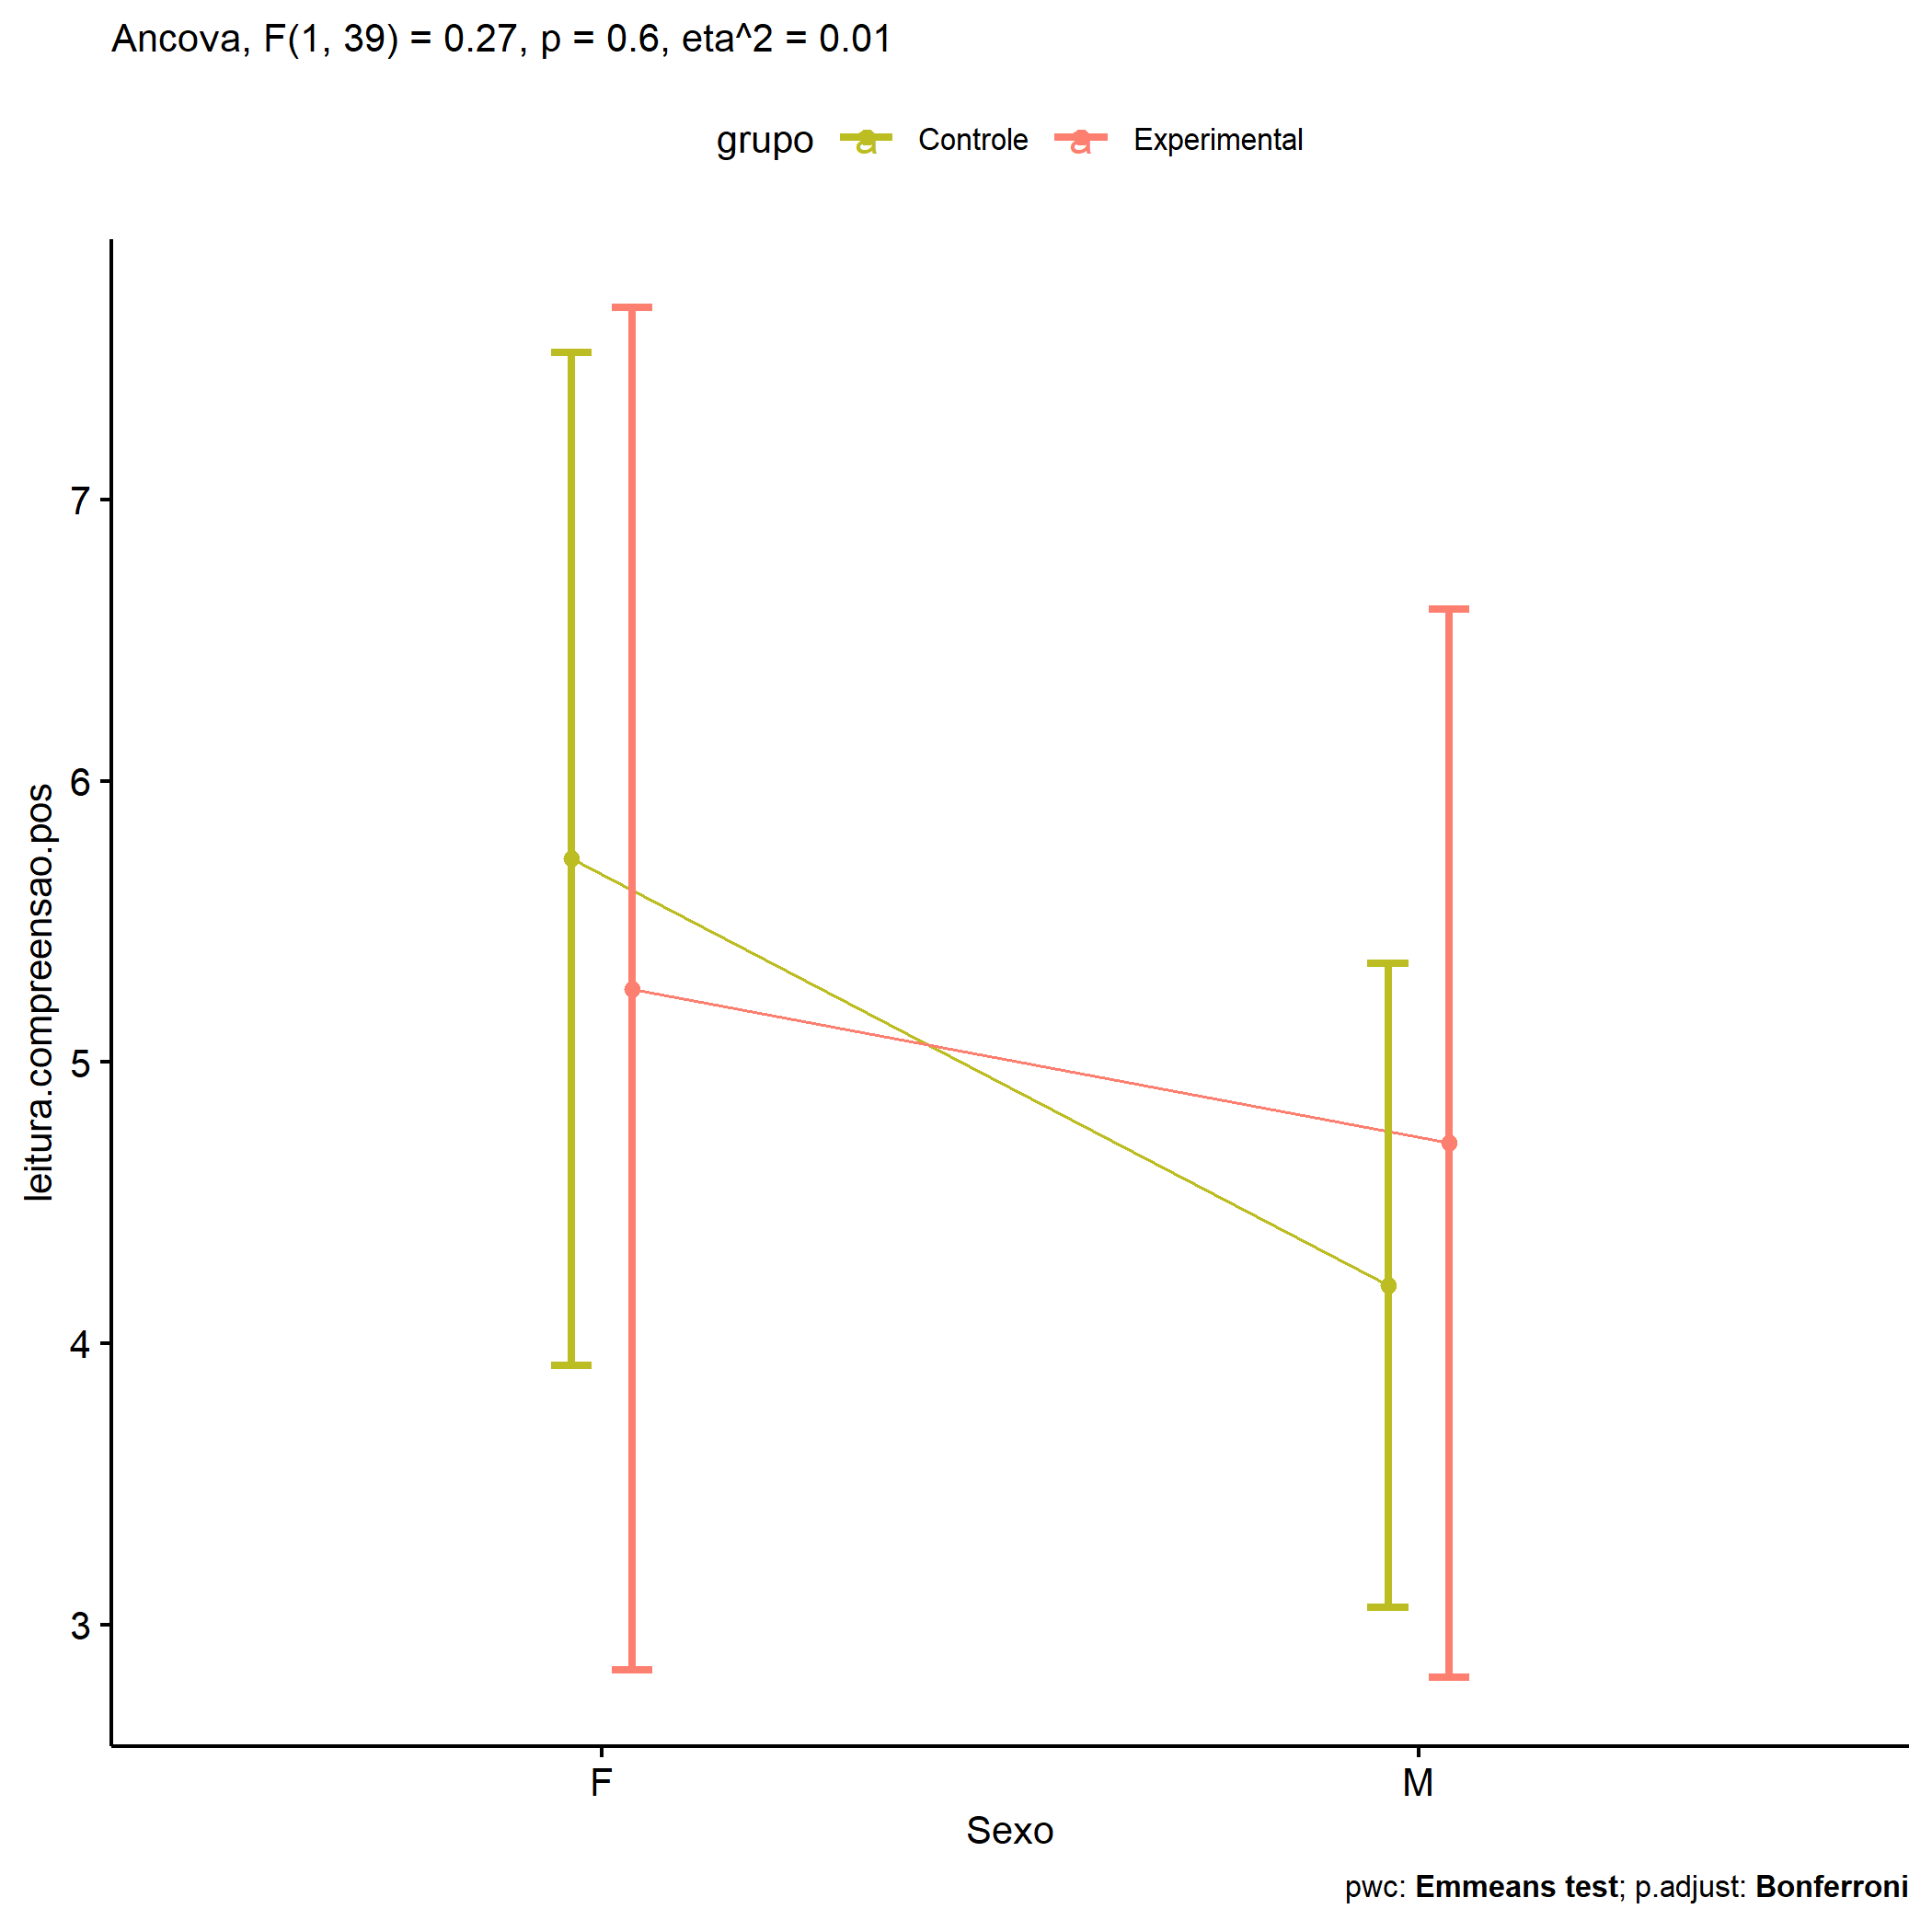 Ancova, F(1, 39) = 0.27, p = 0.6, eta^2 = 0.01
grupo a Controle a Experimental
leitura.compreensao.pos
7
6
5
4
3
F M
Sexo
pwc: Emmeans test; p.adjust: Bonferroni